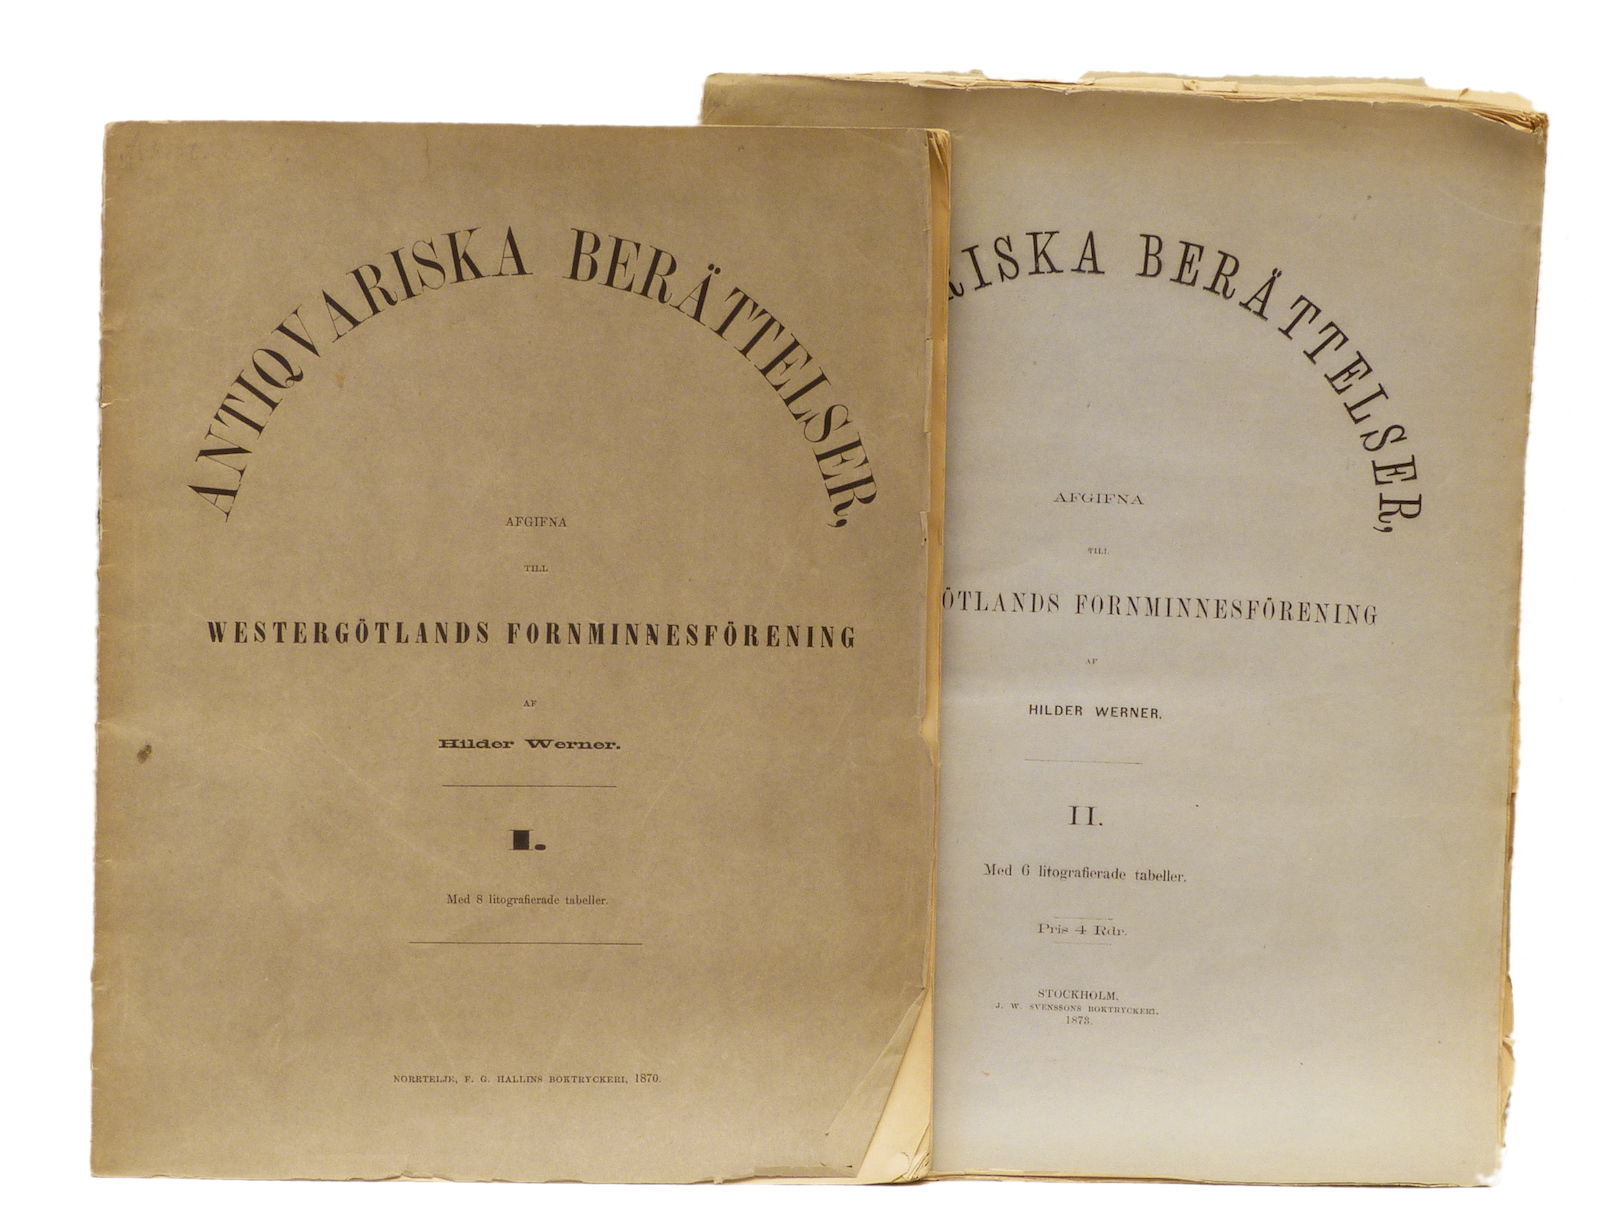 ANTIQVARISKA BERÄTTELSER,
AFGIFNA
TILL
WESTERGÖTLANDS FORNMINNESFÖRENING
AF
Hilder Werner.
I.
Med 8 litografierade tabeller.
NORRTELJE, F. G. HALLINS BOKTRYCKERI, 1870.
RISKA BERÄTTELSER,
AFGIFNA
TILL
ÖTLANDS FORNMINNESFÖRENING
AF
HILDER WERNER.
II.
Med 6 litografierade tabeller.
Pris 4 Rdr.
STOCKHOLM,
J. W. SVENSSONS BOKTRYCKERI.
1873.